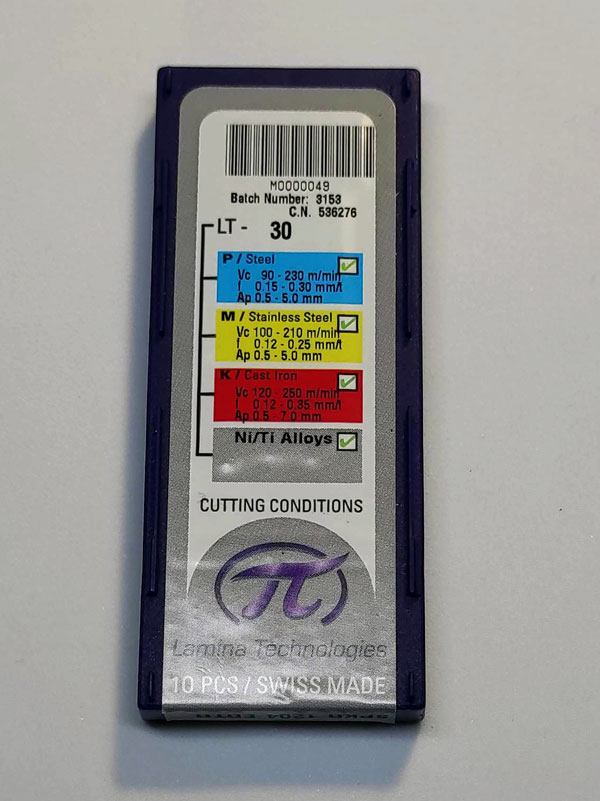 M0000049
Batch Number: 3153
C.N. 536276
LT - 30
P / Steel
Vc 90 - 230 m/min
f 0.15 - 0.30 mm/t
Ap 0.5 - 5.0 mm
M / Stainless Steel
Vc 100 - 210 m/min
f 0.12 - 0.25 mm/t
Ap 0.5 - 5.0 mm
K / Cast Iron
Vc 120 - 250 m/min
f 0.12 - 0.35 mm/t
Ap 0.5 - 7.0 mm
Ni/Ti Alloys
CUTTING CONDITIONS
π
Lamina Technologies
10 PCS / SWISS MADE
1204